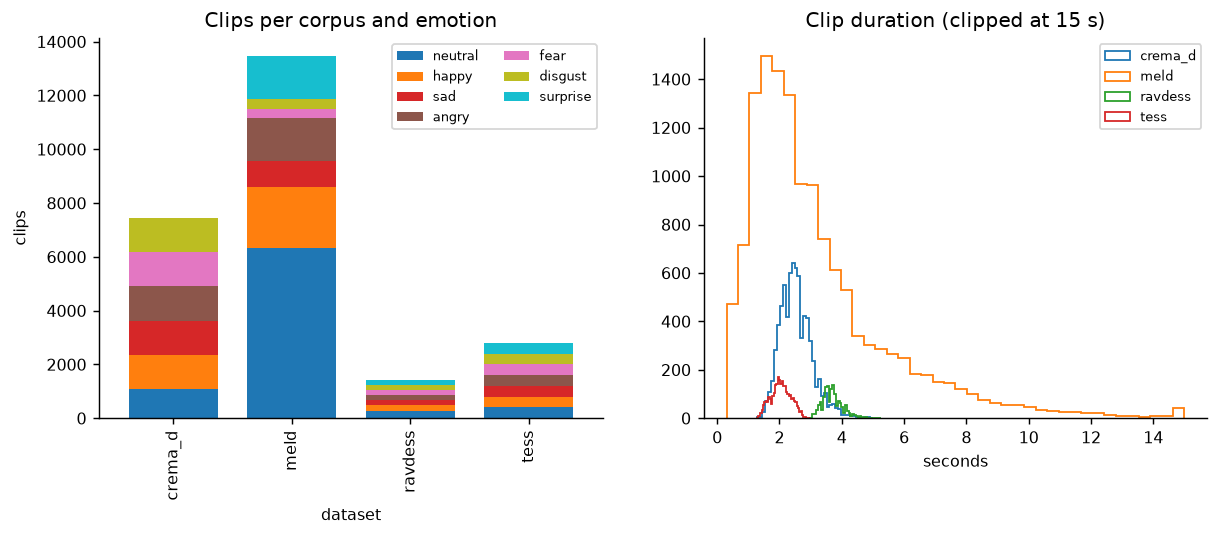 Clips per corpus and emotion
clips
14000
12000
10000
8000
6000
4000
2000
0
neutral
happy
sad
angry
fear
disgust
surprise
crema_d
meld
ravdess
tess
dataset
Clip duration (clipped at 15 s)
1400
1200
1000
800
600
400
200
0
crema_d
meld
ravdess
tess
0 2 4 6 8 10 12 14
seconds